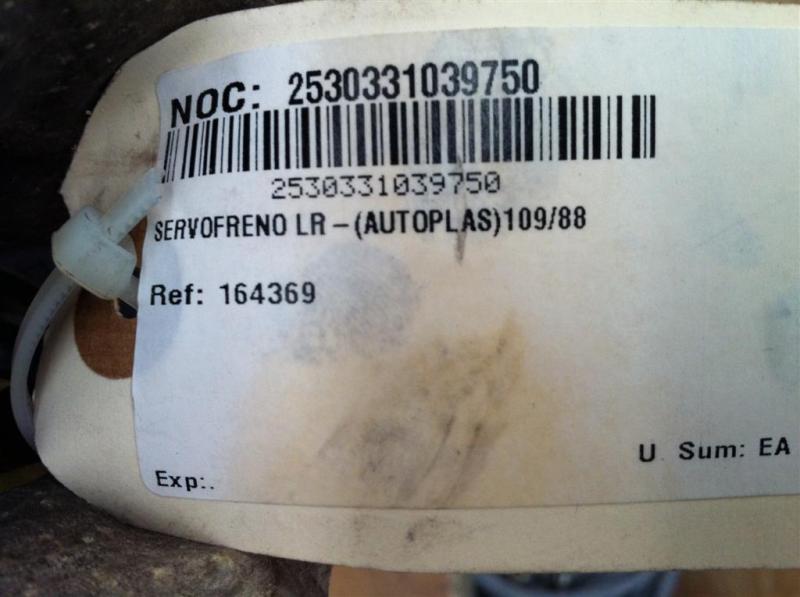 NOC: 2530331039750
2530331039750
SERVOFRENO LR-(AUTOPLAS)109/88
Ref: 164369
U. Sum: EA
Exp:.